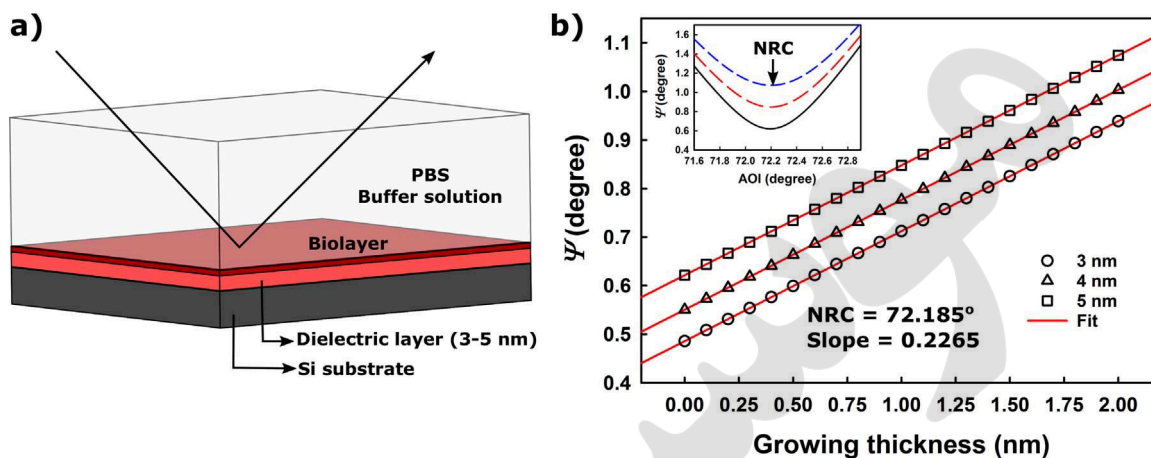 a)
PBS
Buffer solution
Biolayer
Dielectric layer (3-5 nm)
Si substrate
b)
Ψ (degree)
1.1
1.0
0.9
0.8
0.7
0.6
0.5
0.4
Ψ (degree)
1.6
1.4
1.2
1.0
0.8
0.6
0.4
NRC
71.6 71.8 72.0 72.2 72.4 72.6 72.8
AOI (degree)
3 nm
4 nm
5 nm
Fit
NRC = 72.185º
Slope = 0.2265
0.00 0.25 0.50 0.75 1.00 1.25 1.50 1.75 2.00
Growing thickness (nm)